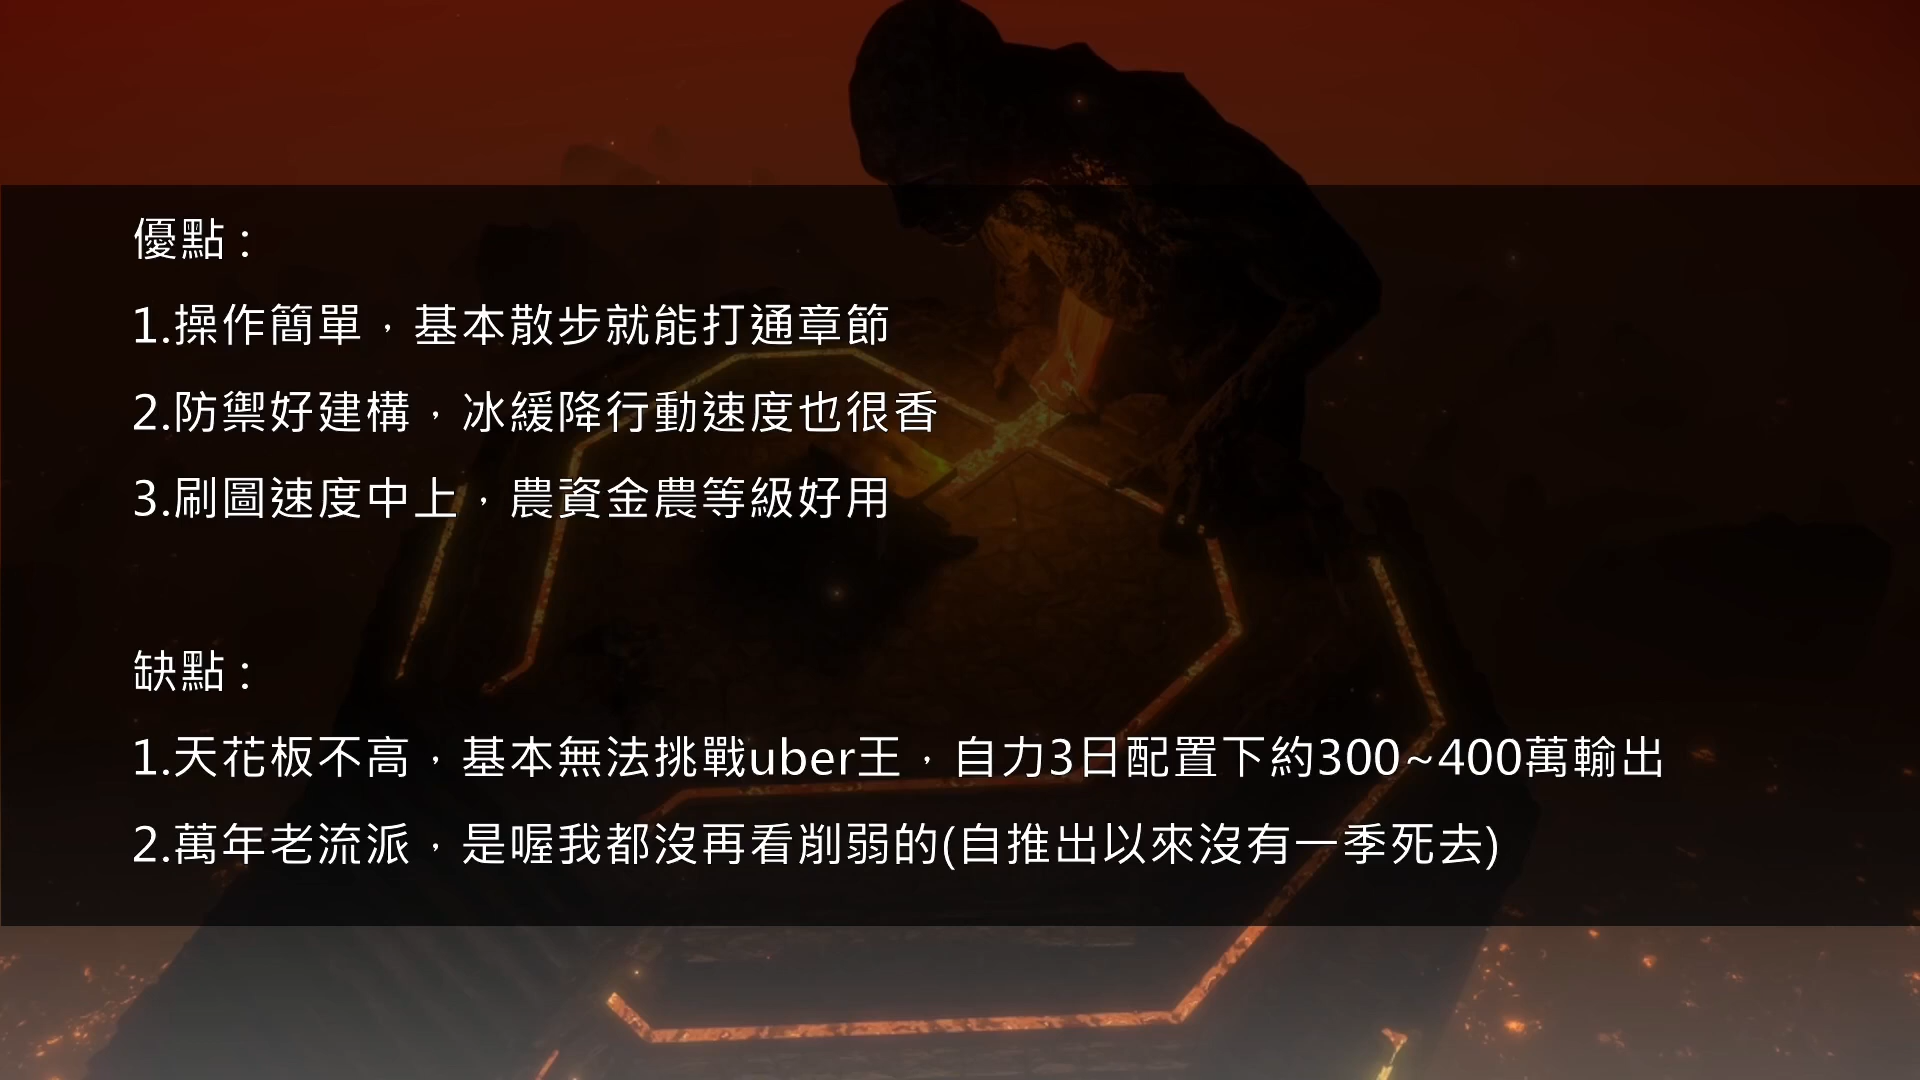 優點：
1.操作簡單，基本散步就能打通章節
2.防禦好建構，冰緩降行動速度也很香
3.刷圖速度中上，農資金農等級好用
缺點：
1.天花板不高，基本無法挑戰uber王，自力3日配置下約300~400萬輸出
2.萬年老流派，是喔我都沒再看削弱的(自推出以來沒有一季死去)